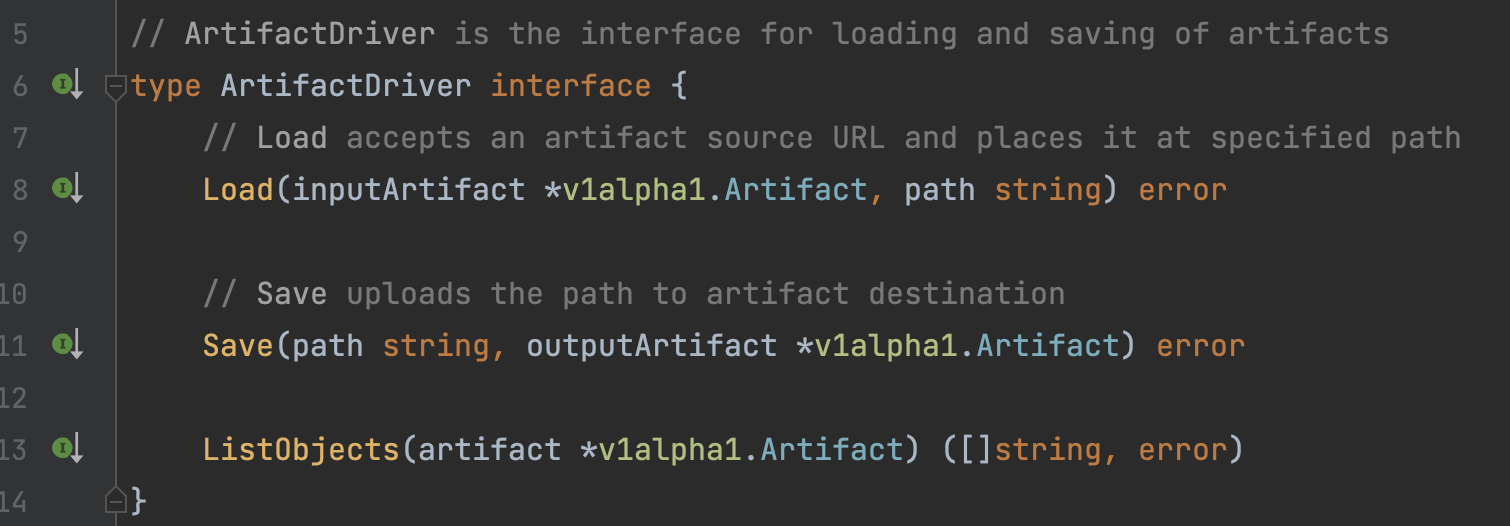 5 // ArtifactDriver is the interface for loading and saving of artifacts
6 type ArtifactDriver interface {
7 // Load accepts an artifact source URL and places it at specified path
8 Load(inputArtifact *v1alpha1.Artifact, path string) error
9
10 // Save uploads the path to artifact destination
11 Save(path string, outputArtifact *v1alpha1.Artifact) error
12
13 ListObjects(artifact *v1alpha1.Artifact) ([]string, error)
14 }